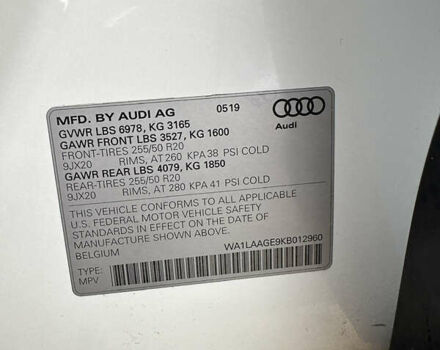 MFD. BY AUDI AG 0519
GVWR LBS 6978, KG 3165
GAWR FRONT LBS 3527, KG 1600
FRONT-TIRES 255/50 R20
9JX20 RIMS, AT 260 KPA 38 PSI COLD
GAWR REAR LBS 4079, KG 1850
REAR-TIRES 255/50 R20
9JX20 RIMS, AT 280 KPA 41 PSI COLD
THIS VEHICLE CONFORMS TO ALL APPLICABLE
U.S. FEDERAL MOTOR VEHICLE SAFETY
STANDARDS IN EFFECT ON THE DATE OF
MANUFACTURE SHOWN ABOVE.
BELGIUM WA1LAAGE9KB012960
TYPE:
MPV
Audi